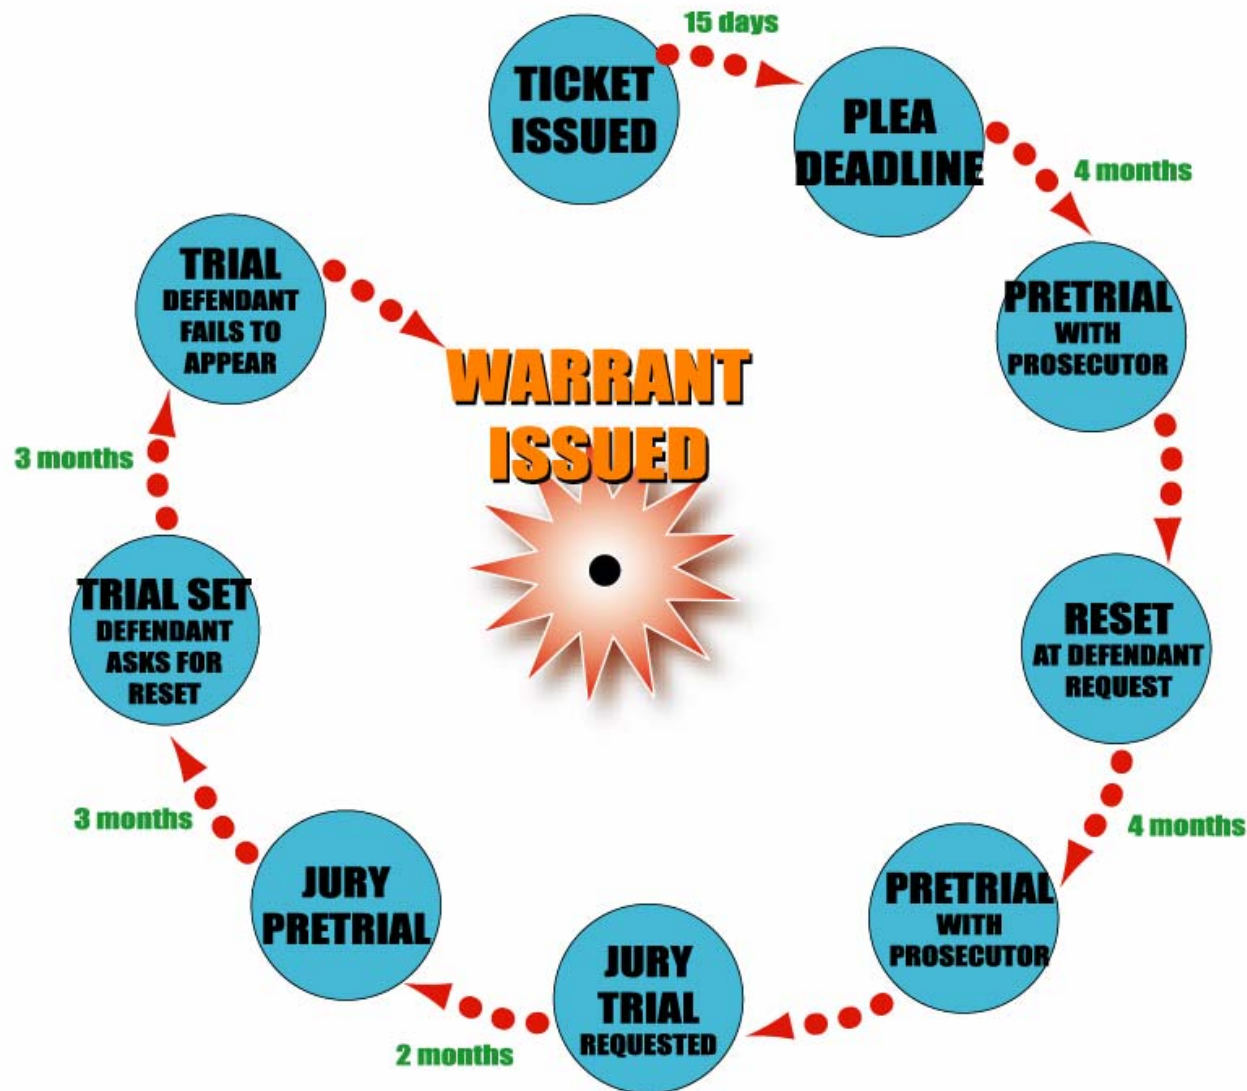 15 days
TICKET
ISSUED
PLEA
DEADLINE
4 months
PRETRIAL
WITH
PROSECUTOR
RESET
AT DEFENDANT
REQUEST
4 months
PRETRIAL
WITH
PROSECUTOR
JURY
TRIAL
REQUESTED
2 months
JURY
PRETRIAL
3 months
TRIAL SET
DEFENDANT
ASKS FOR
RESET
3 months
TRIAL
DEFENDANT
FAILS TO
APPEAR
WARRANT
ISSUED